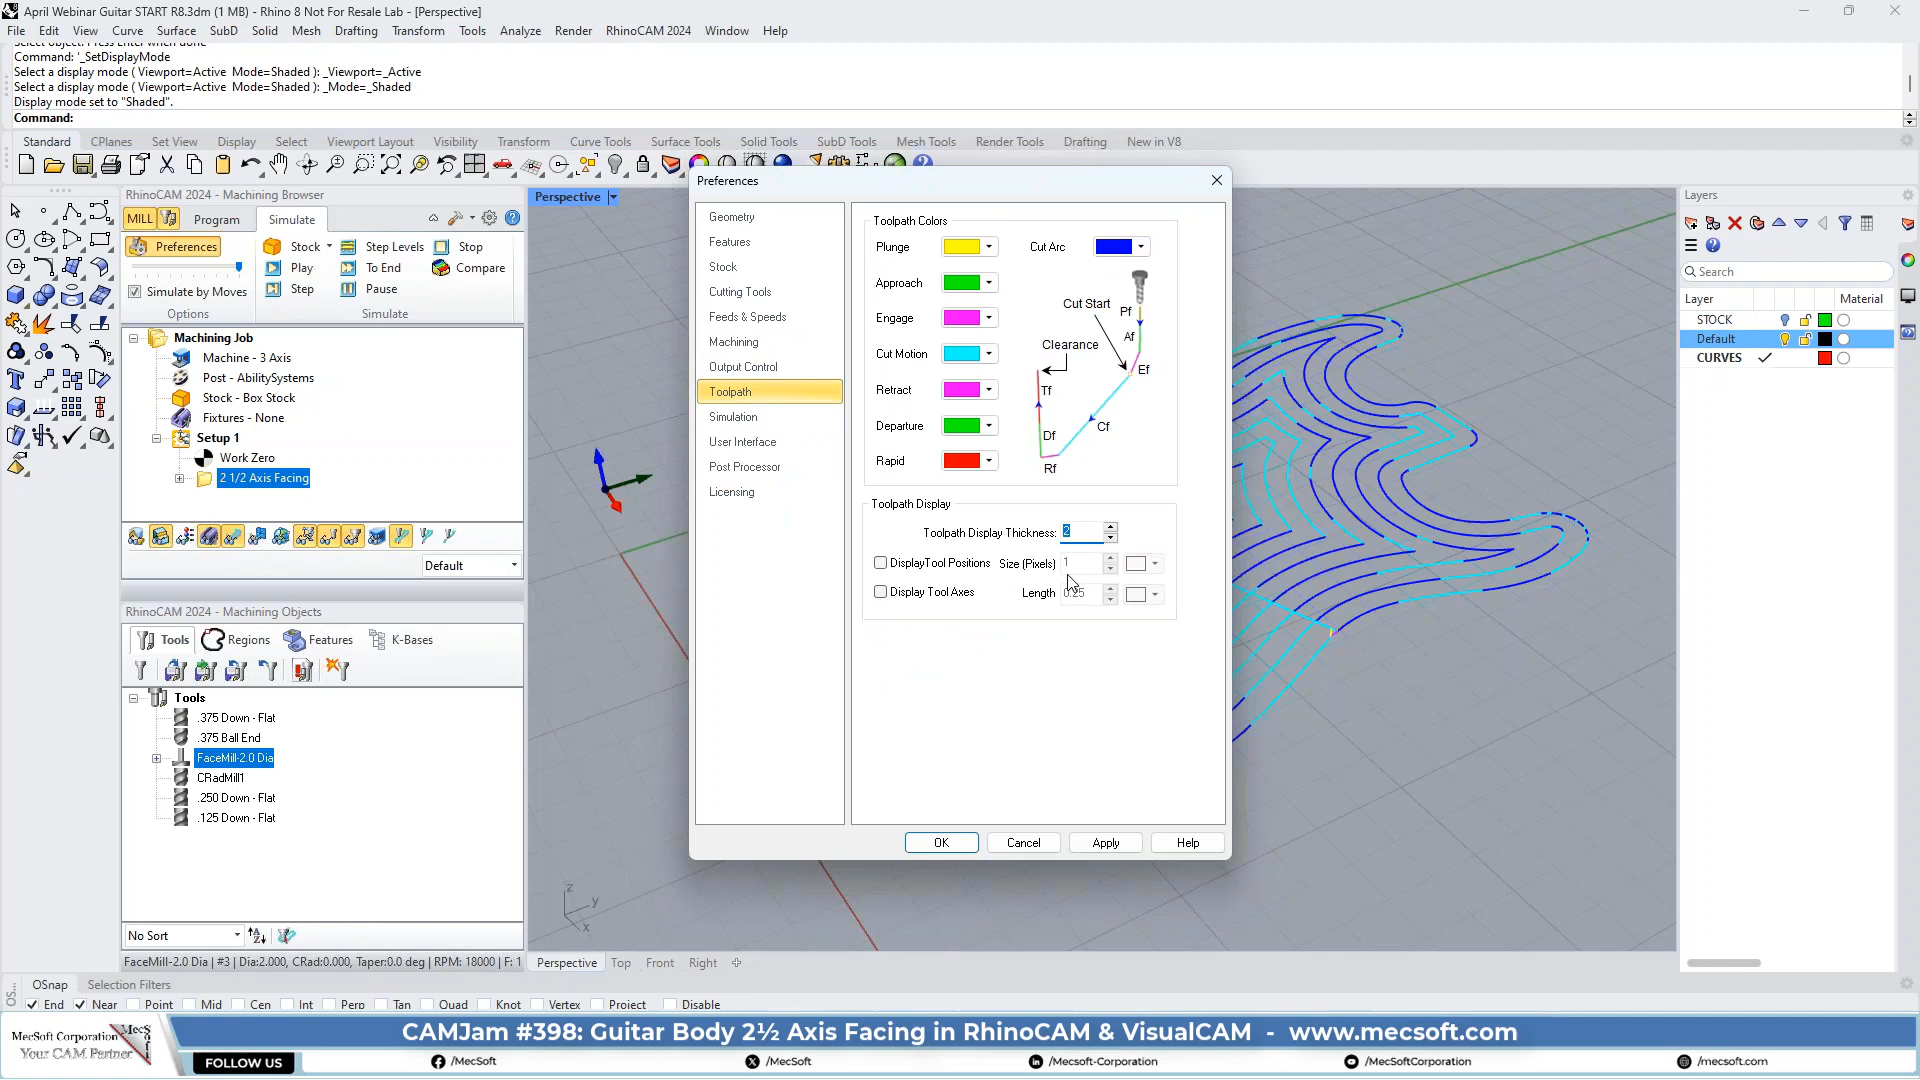 April Webinar Guitar START R8.3dm (1 MB) - Rhino 8 Not For Resale Lab - [Perspective]
File Edit View Curve Surface SubD Solid Mesh Drafting Transform Tools Analyze Render RhinoCAM 2024 Window Help
Select object. Press Enter when done
Command: '_SetDisplayMode
Select a display mode ( Viewport=Active Mode=Shaded ): _Viewport=_Active
Select a display mode ( Viewport=Active Mode=Shaded ): _Mode=_Shaded
Display mode set to "Shaded".
Command:
Standard CPlanes Set View Display Select Viewport Layout Visibility Transform Curve Tools Surface Tools Solid Tools SubD Tools Mesh Tools Render Tools Drafting New in V8
RhinoCAM 2024 - Machining Browser
MILL Program Simulate
Preferences
Simulate by Moves
Options
Stock Step Levels Stop
Play To End Compare
Step Pause
Simulate
Machining Job
Machine - 3 Axis
Post - AbilitySystems
Stock - Box Stock
Fixtures - None
Setup 1
Work Zero
2 1/2 Axis Facing
Default
RhinoCAM 2024 - Machining Objects
Tools Regions Features K-Bases
Tools
.375 Down - Flat
.375 Ball End
FaceMill-2.0 Dia
CRadMill1
.250 Down - Flat
.125 Down - Flat
No Sort
FaceMill-2.0 Dia | #3 | Dia:2.000, CRad:0.000, Taper:0.0 deg | RPM: 18000 | F: 1
Perspective
Preferences
Geometry
Features
Stock
Cutting Tools
Feeds & Speeds
Machining
Output Control
Toolpath
Simulation
User Interface
Post Processor
Licensing
Toolpath Colors
Plunge
Approach
Engage
Cut Motion
Retract
Departure
Rapid
Cut Arc
Cut Start
Pf
Af
Clearance
Ef
Tf
Cf
Df
Rf
Toolpath Display
Toolpath Display Thickness: 2
DisplayTool Positions Size (Pixels) 1
Display Tool Axes Length 0.25
OK Cancel Apply Help
z
y
x
Perspective Top Front Right
Layers
Search
Layer Material
STOCK
Default
CURVES
OSnap Selection Filters
OS...
End Near Point Mid Cen Int Perp Tan Quad Knot Vertex Project Disable
MecSoft Corporation
Your CAM Partner
MecS
CAMJam #398: Guitar Body 2½ Axis Facing in RhinoCAM & VisualCAM - www.mecsoft.com
FOLLOW US /MecSoft /MecSoft /Mecsoft-Corporation /MecSoftCorporation /mecsoft.com